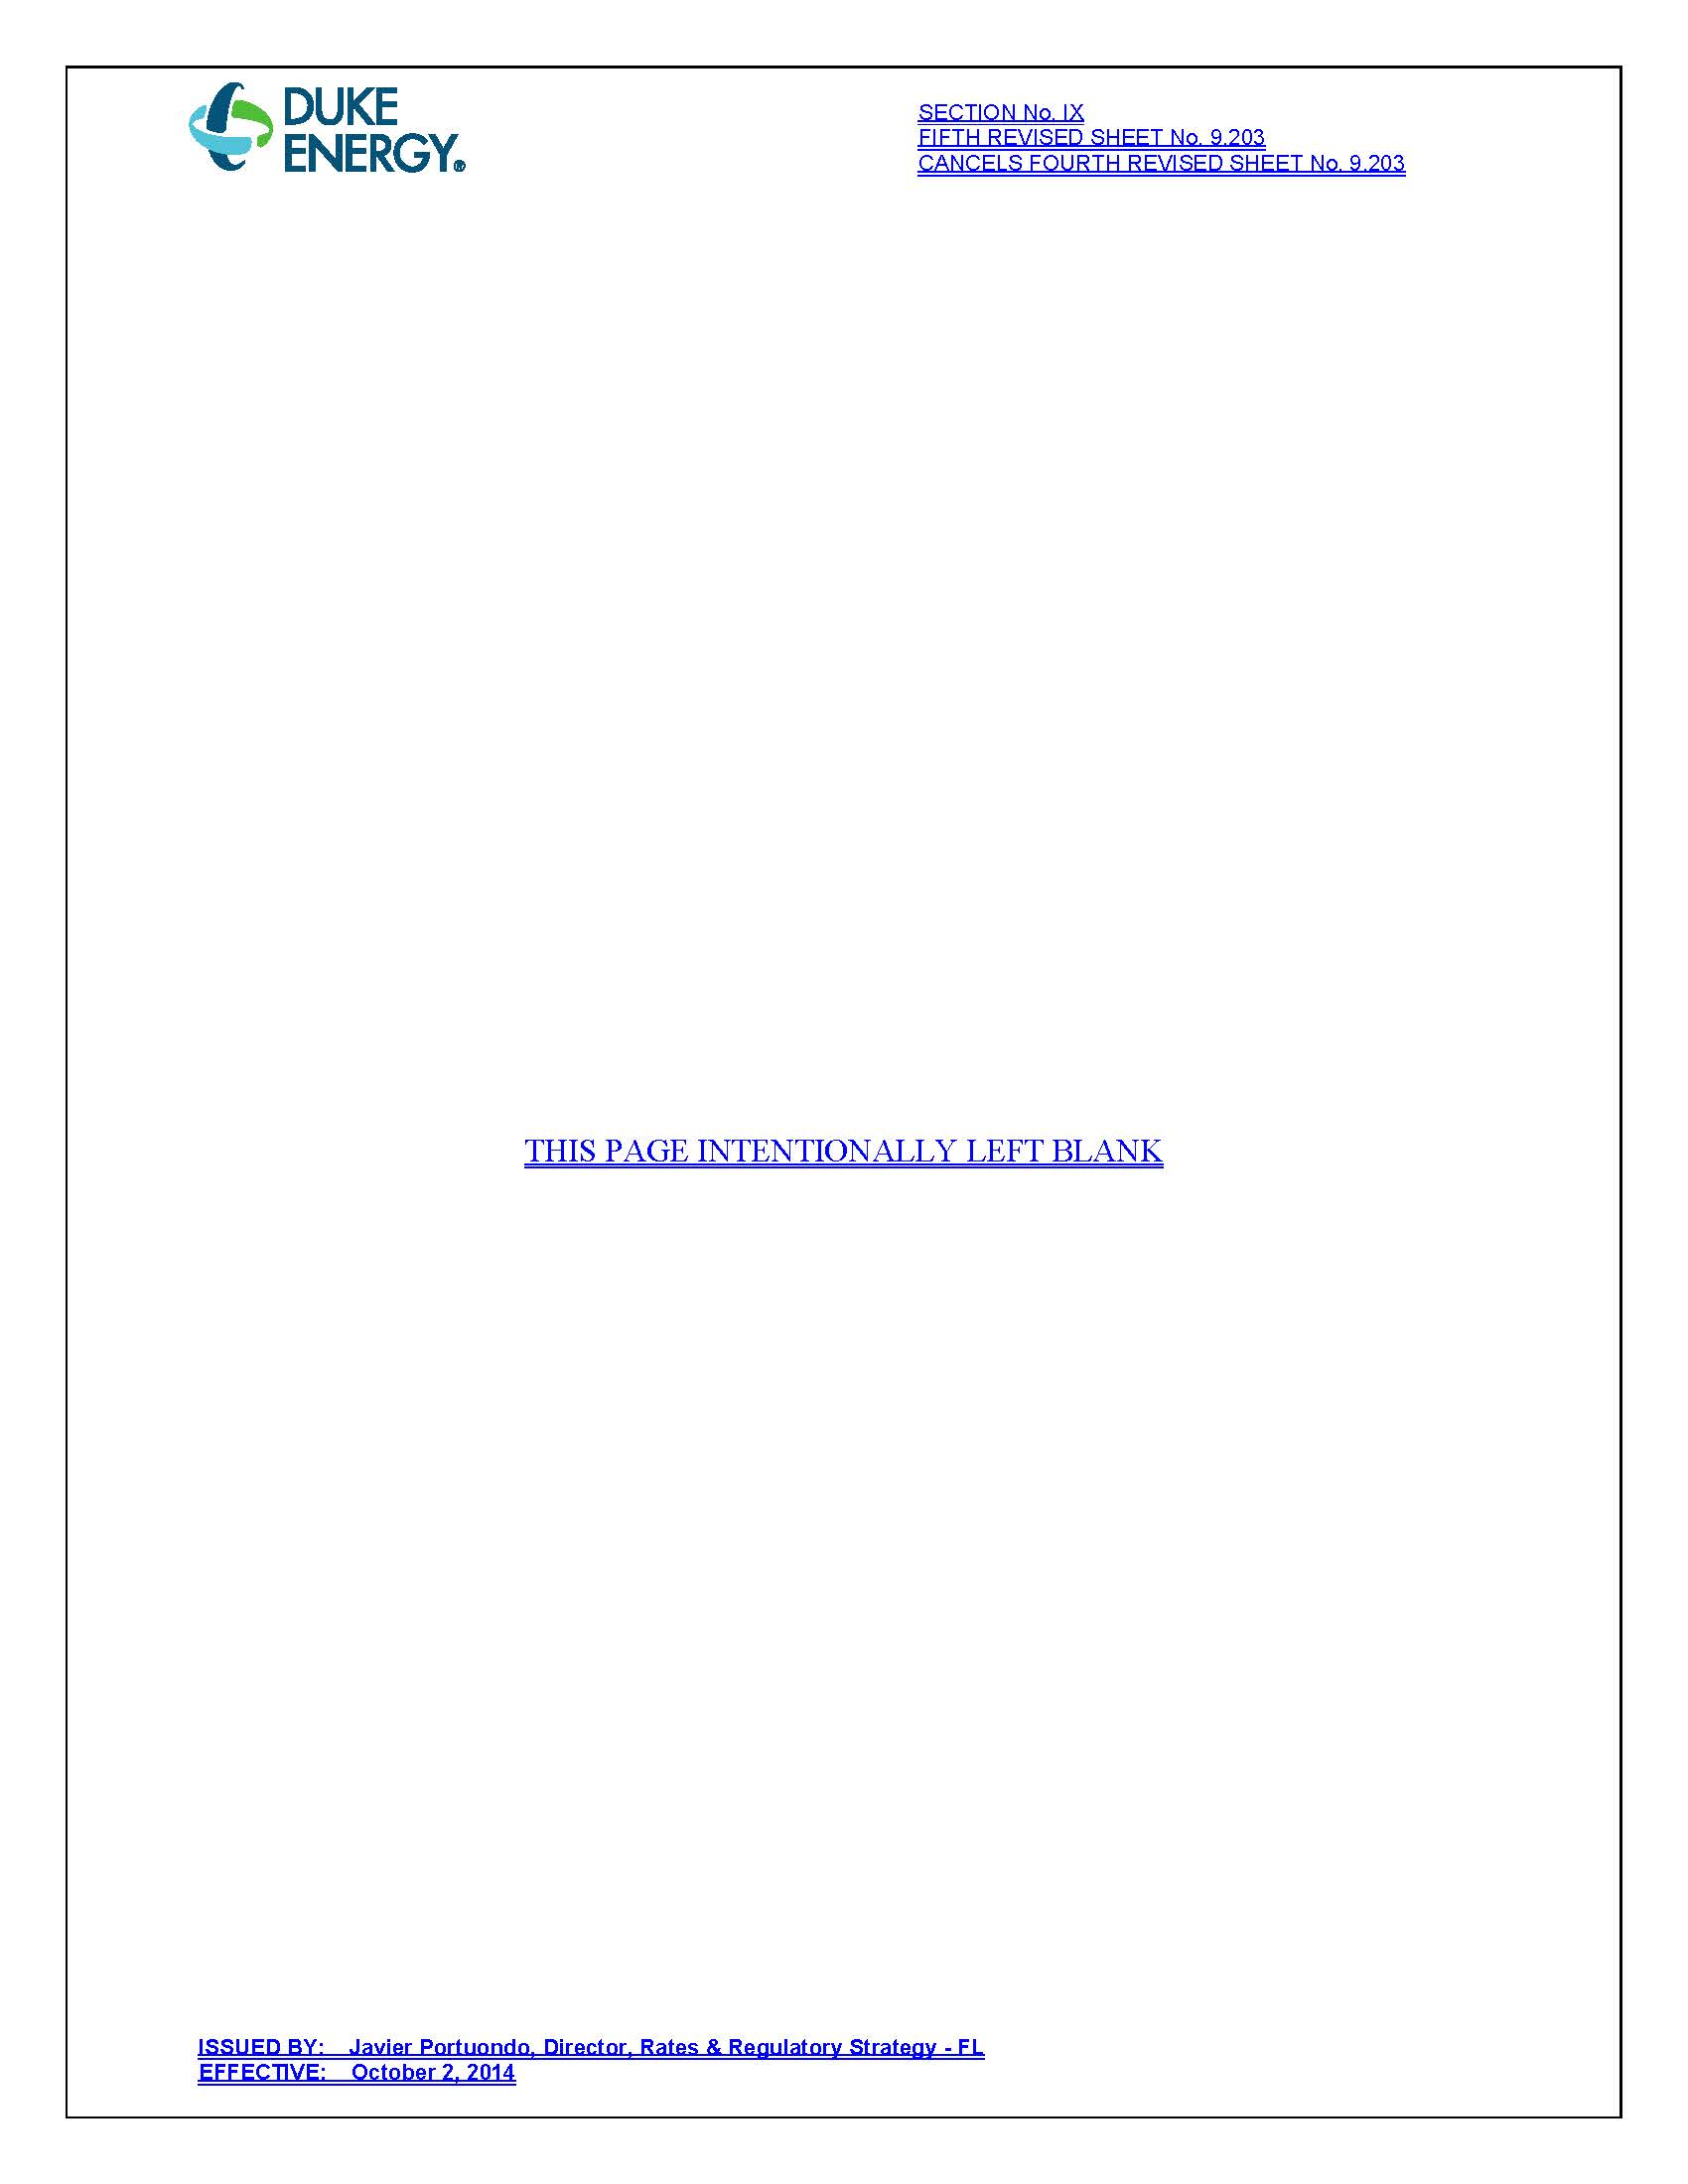 DUKE
ENERGY®
SECTION No. IX
FIFTH REVISED SHEET No. 9.203
CANCELS FOURTH REVISED SHEET No. 9.203
THIS PAGE INTENTIONALLY LEFT BLANK
ISSUED BY: Javier Portuondo, Director, Rates & Regulatory Strategy - FL
EFFECTIVE: October 2, 2014